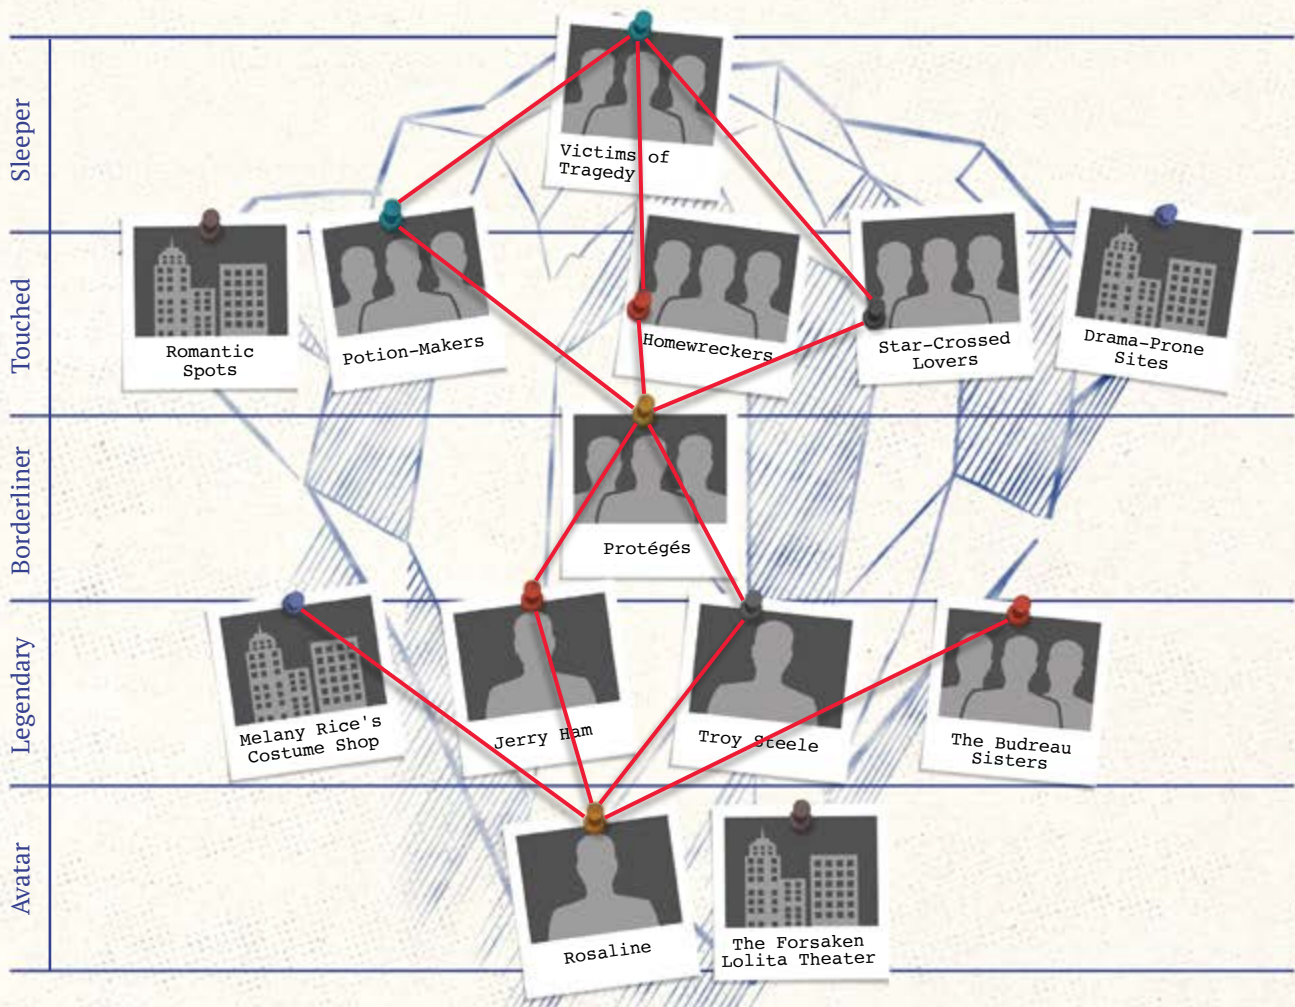 Sleeper
Victims of
Tragedy
Touched
Romantic
Spots
Potion-Makers
Homewreckers
Star-Crossed
Lovers
Drama-Prone
Sites
Borderliner
Protégés
Legendary
Melany Rice's
Costume Shop
Jerry Ham
Troy Steele
The Budreau
Sisters
Avatar
Rosaline
The Forsaken
Lolita Theater